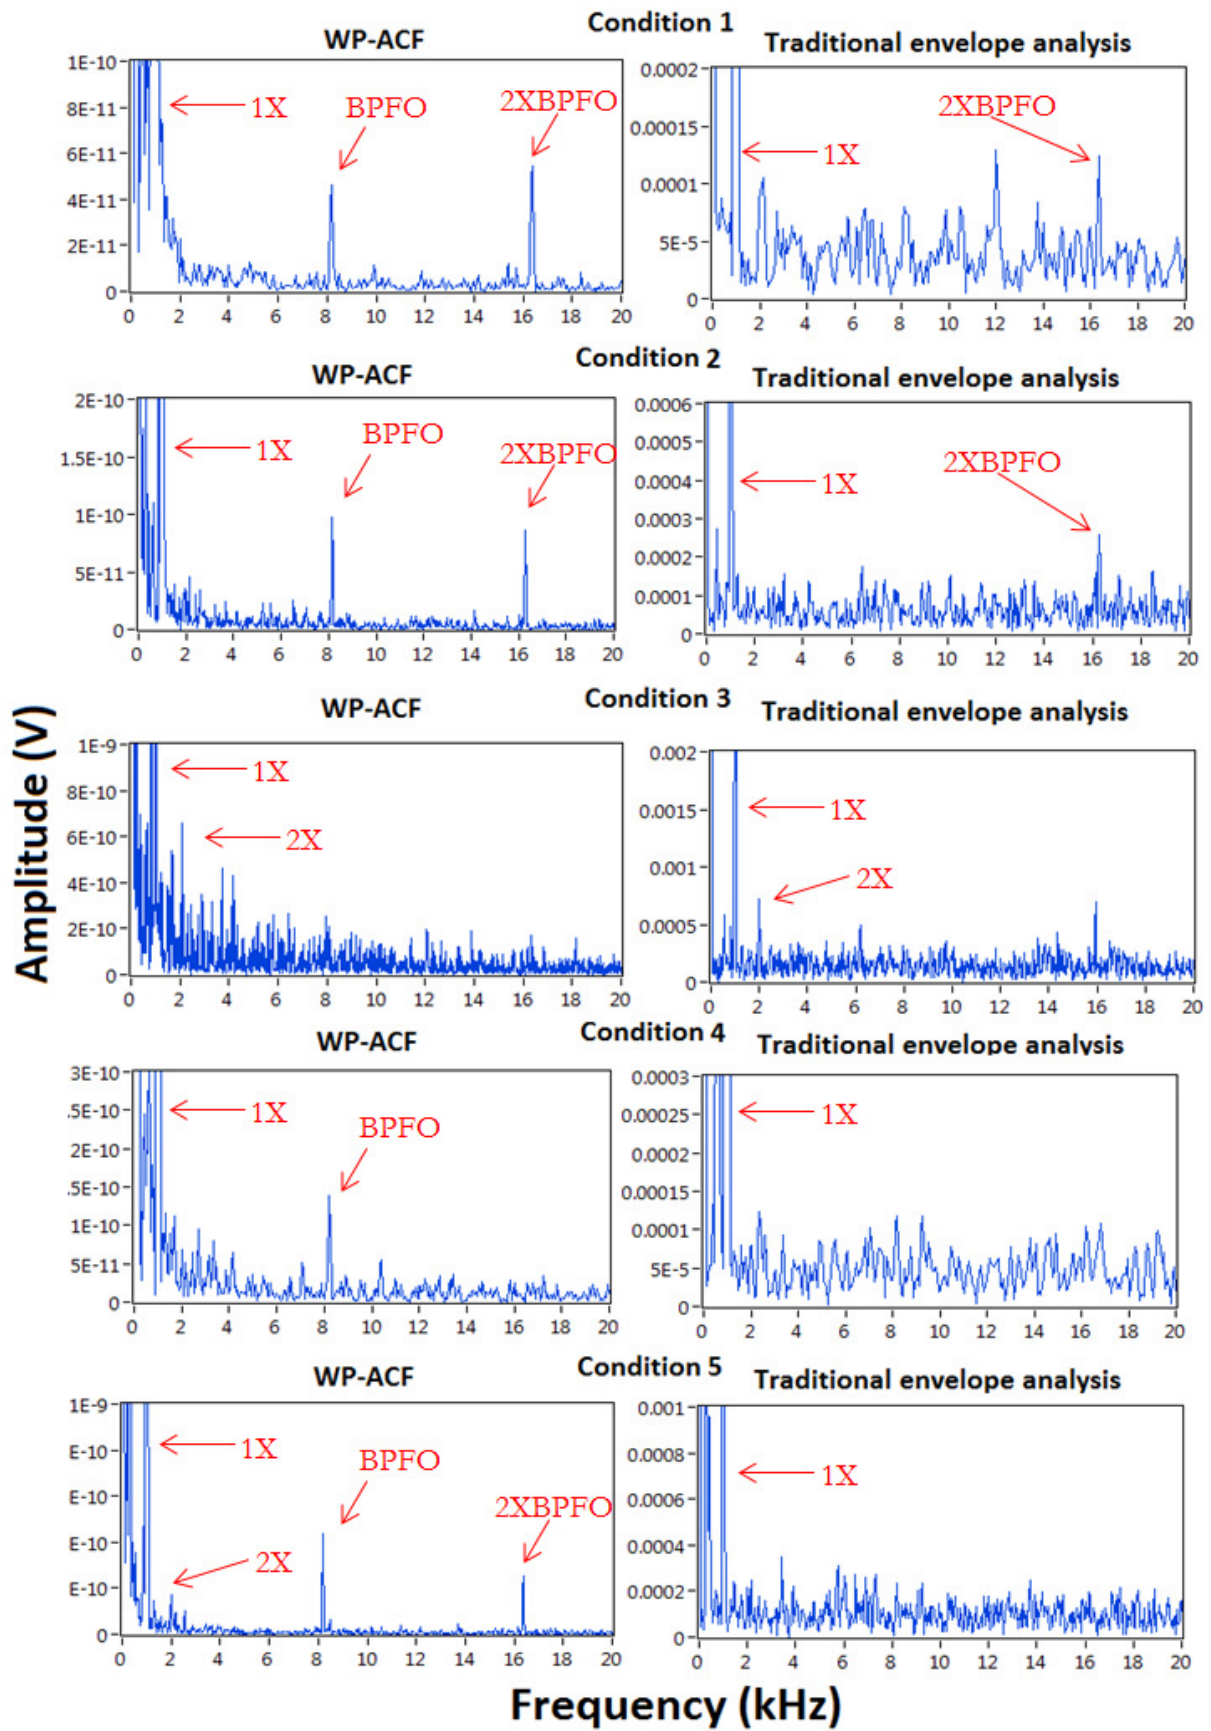 Condition 1
WP-ACF
Traditional envelope analysis
1E-10
8E-11
6E-11
4E-11
2E-11
0
1X
BPFO
2XBPFO
0 2 4 6 8 10 12 14 16 18 20
0.0002
0.00015
0.0001
5E-5
0
1X
2XBPFO
0 2 4 6 8 10 12 14 16 18 20
Condition 2
WP-ACF
Traditional envelope analysis
2E-10
1.5E-10
1E-10
5E-11
0
1X
BPFO
2XBPFO
0 2 4 6 8 10 12 14 16 18 20
0.0006
0.0005
0.0004
0.0003
0.0002
0.0001
0
1X
2XBPFO
0 2 4 6 8 10 12 14 16 18 20
Condition 3
WP-ACF
Traditional envelope analysis
Amplitude (V)
1E-9
8E-10
6E-10
4E-10
2E-10
0
1X
2X
0 2 4 6 8 10 12 14 16 18 20
0.002
0.0015
0.001
0.0005
0
1X
2X
0 2 4 6 8 10 12 14 16 18 20
Condition 4
WP-ACF
Traditional envelope analysis
3E-10
.5E-10
2E-10
.5E-10
1E-10
5E-11
0
1X
BPFO
0 2 4 6 8 10 12 14 16 18 20
0.0003
0.00025
0.0002
0.00015
0.0001
5E-5
0
1X
0 2 4 6 8 10 12 14 16 18 20
Condition 5
WP-ACF
Traditional envelope analysis
1E-9
E-10
E-10
E-10
E-10
0
1X
2X
BPFO
2XBPFO
0 2 4 6 8 10 12 14 16 18 20
0.001
0.0008
0.0006
0.0004
0.0002
0
1X
0 2 4 6 8 10 12 14 16 18 20
Frequency (kHz)